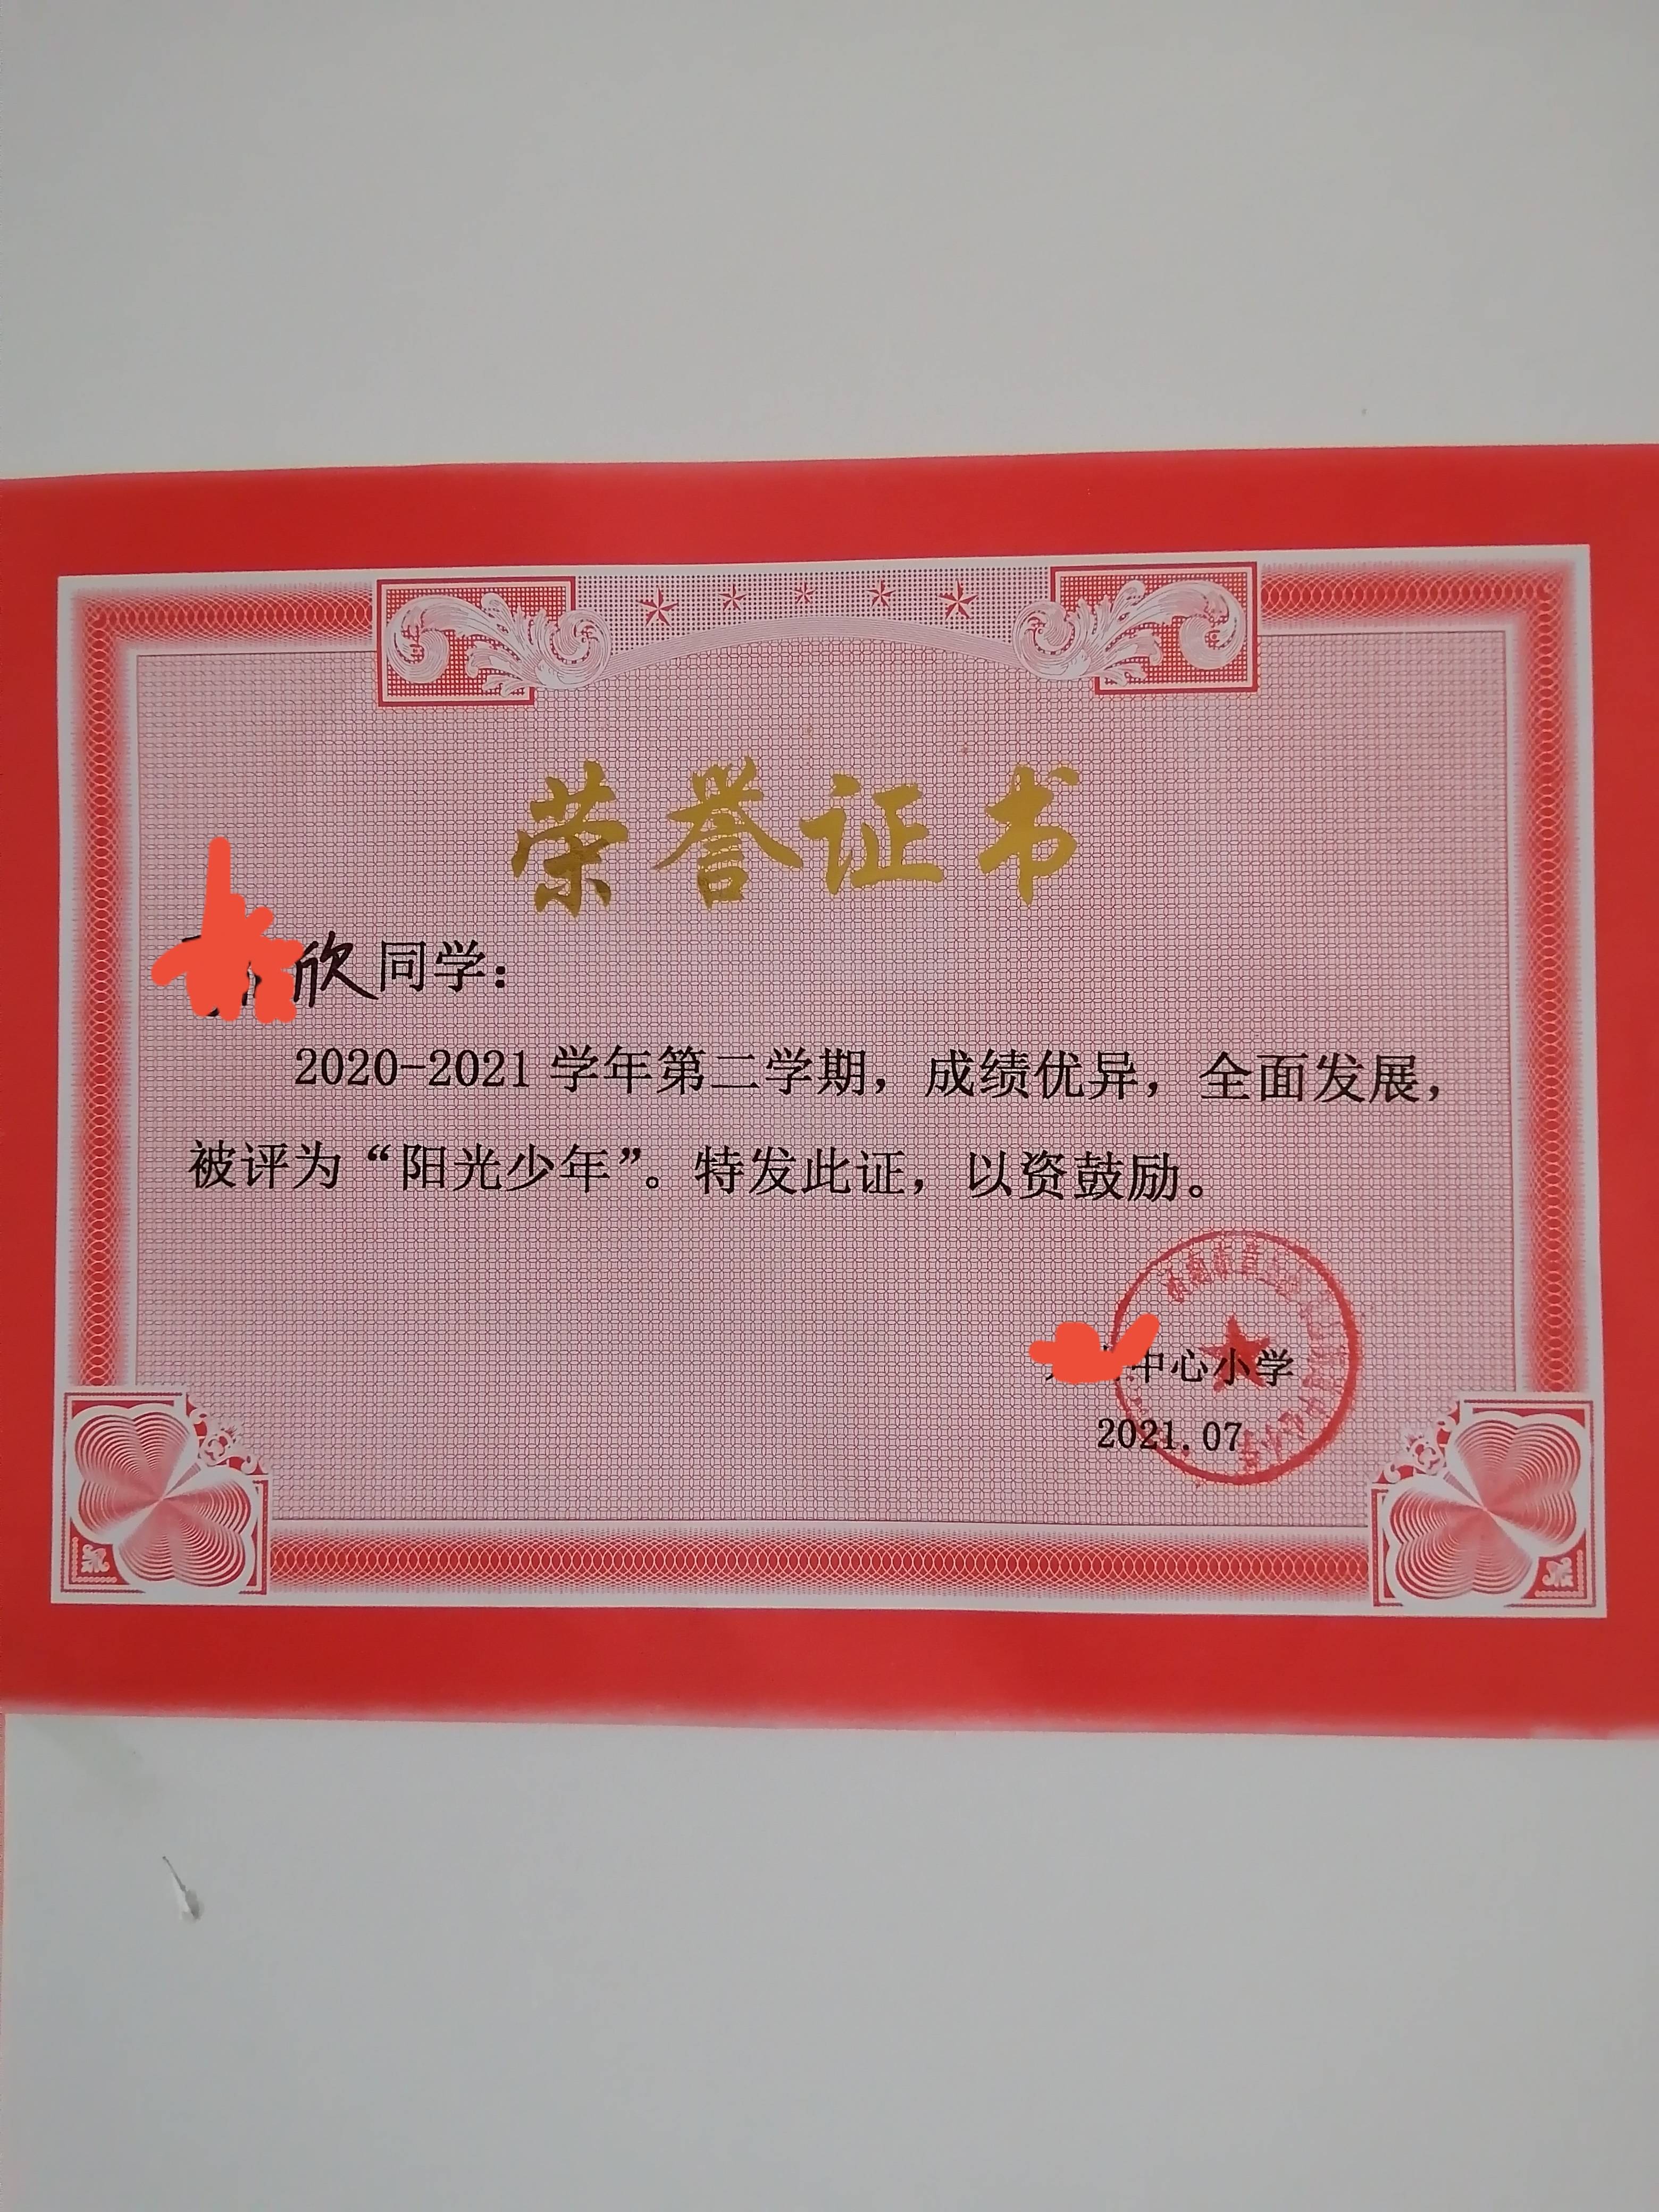 荣誉证书
欣同学：
2020-2021学年第二学期，成绩优异，全面发展，
被评为“阳光少年”。特发此证，以资鼓励。
中心小学
2021.07